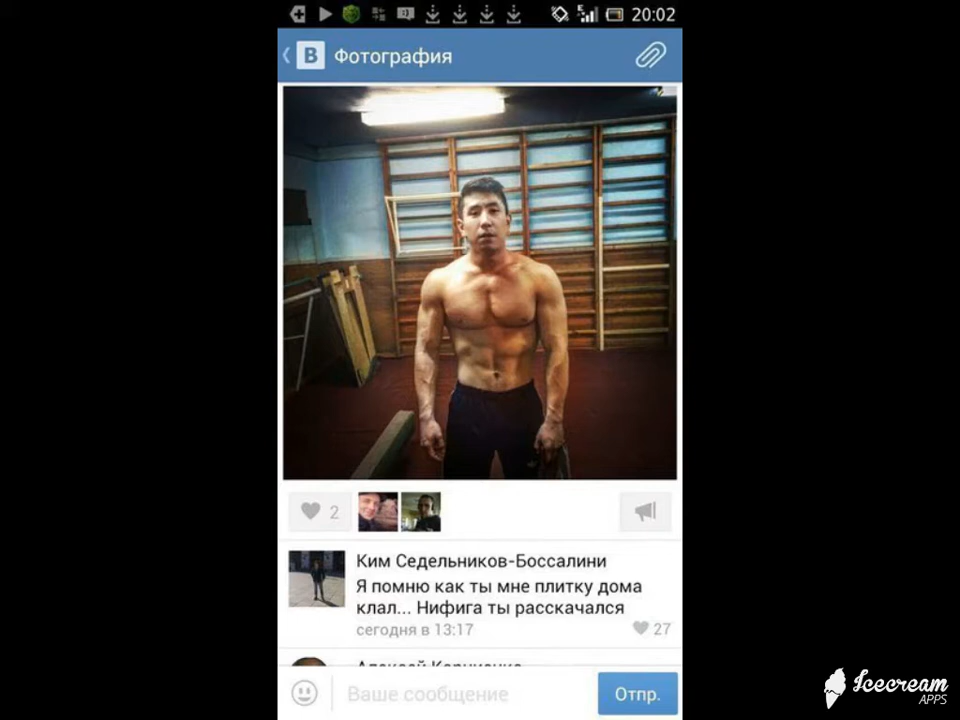 20:02
В Фотография
2
Ким Седельников-Боссалини
Я помню как ты мне плитку дома
клал... Нифига ты расскачался
сегодня в 13:17
27
Алексей
Ваше сообщение
Отпр.
Icecream
APPS